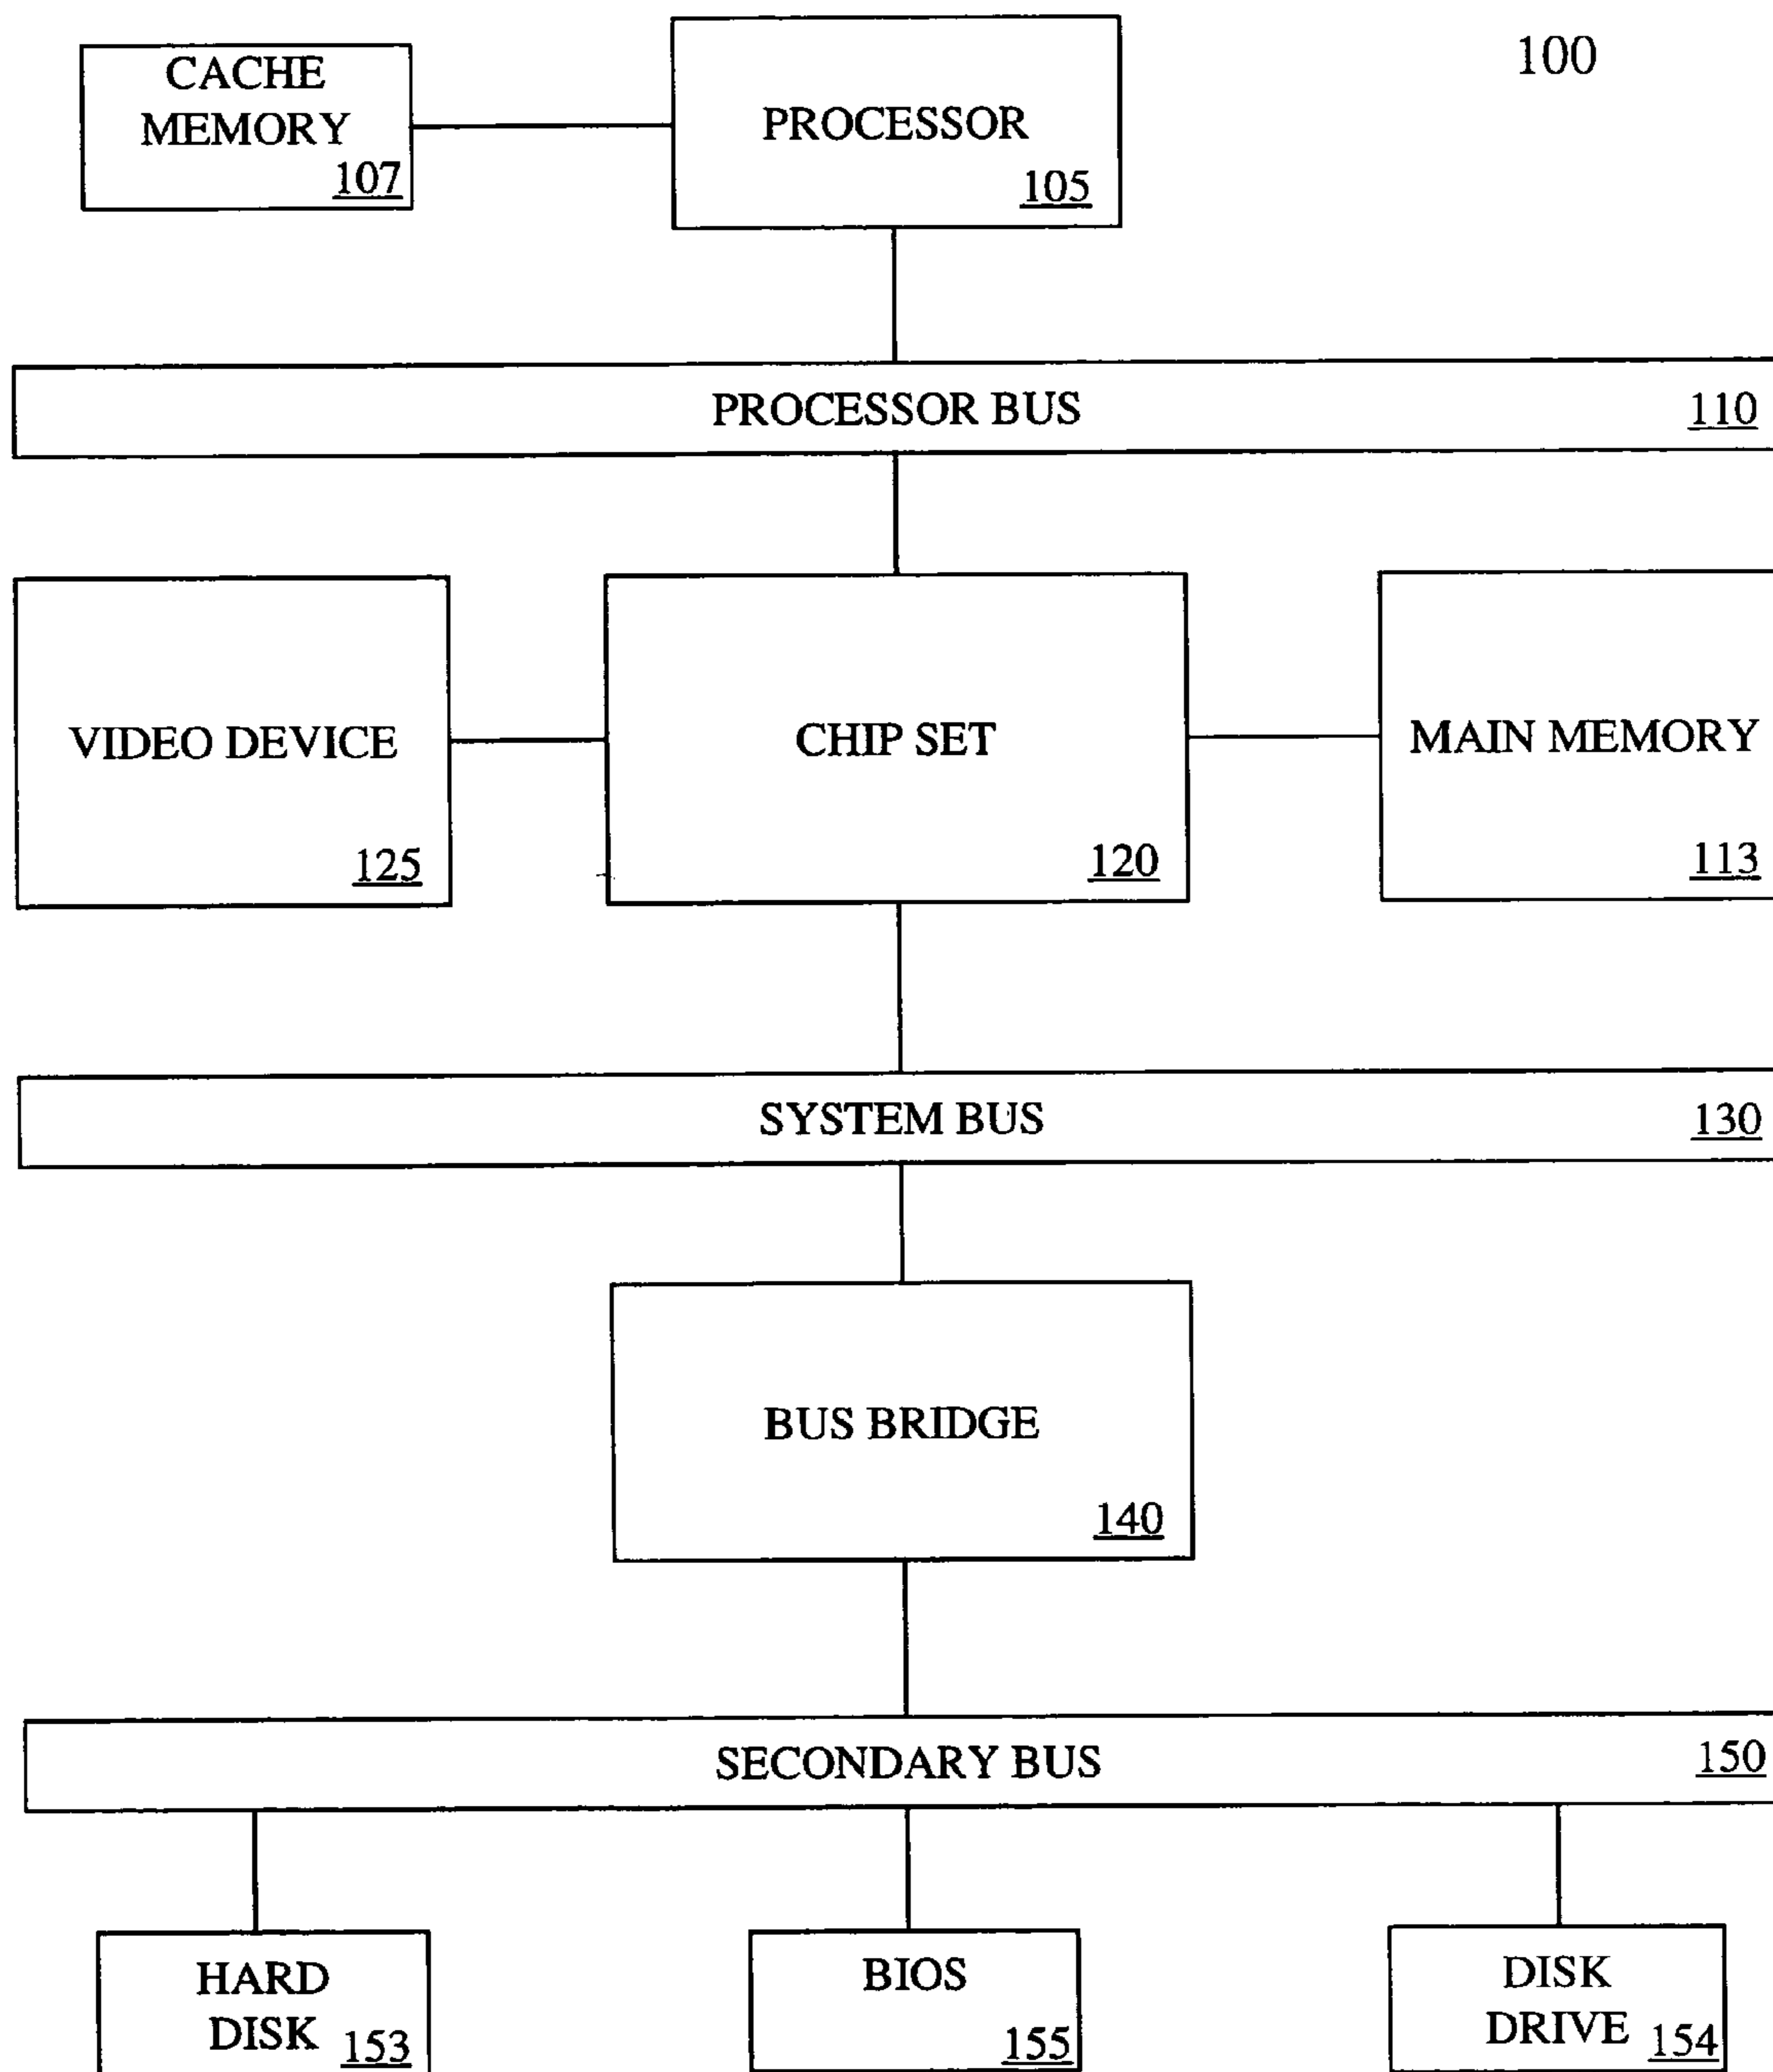 100
CACHE
MEMORY
107
PROCESSOR
105
PROCESSOR BUS 110
VIDEO DEVICE
125
CHIP SET
120
MAIN MEMORY
113
SYSTEM BUS 130
BUS BRIDGE
140
SECONDARY BUS 150
HARD
DISK 153
BIOS
155
DISK
DRIVE 154